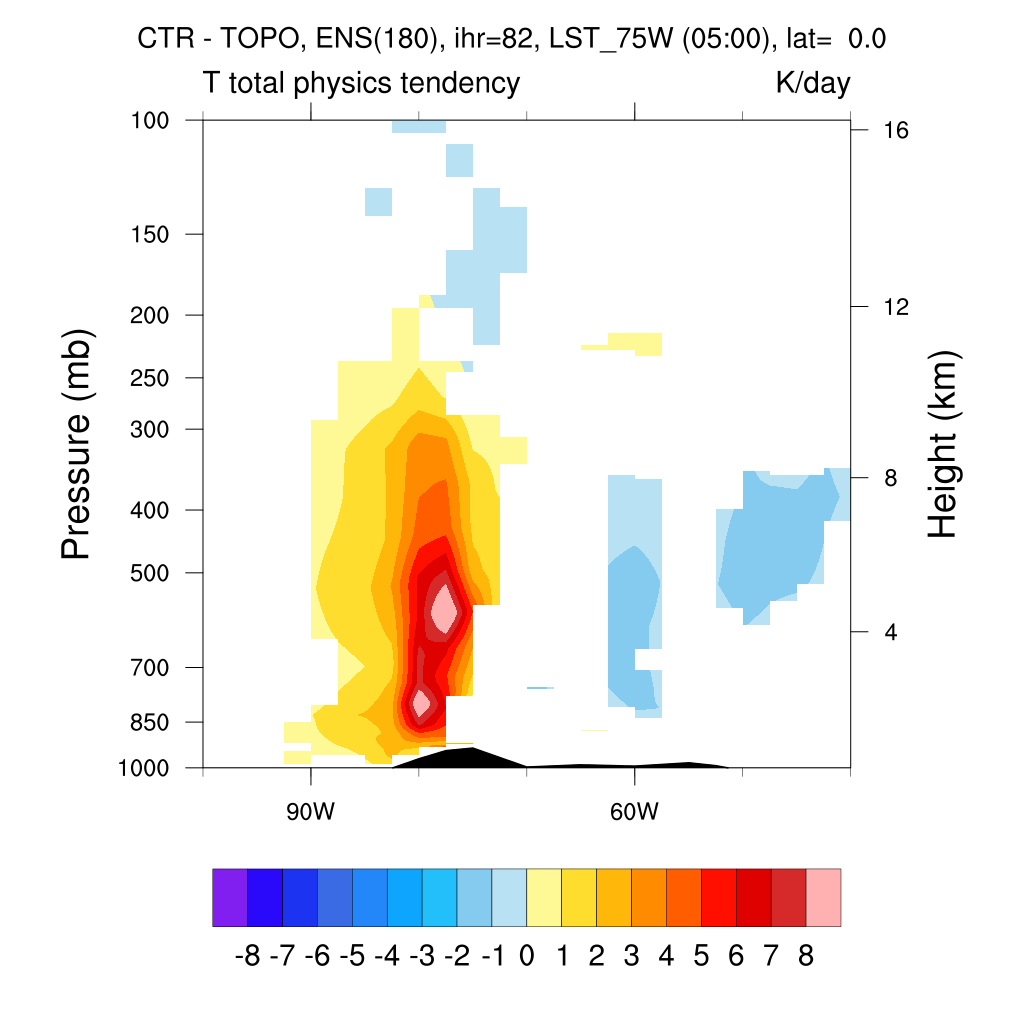 CTR - TOPO, ENS(180), ihr=82, LST_75W (05:00), lat=  0.0
T total physics tendency
K/day
100
150
200
250
300
400
500
700
850
1000
Pressure (mb)
16
12
8
4
Height (km)
90W
60W
-8 -7 -6 -5 -4 -3 -2 -1 0 1 2 3 4 5 6 7 8